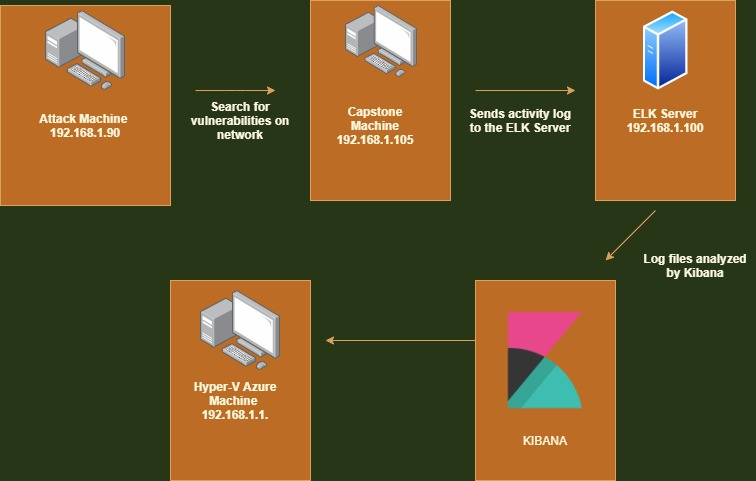 Attack Machine
192.168.1.90
Search for
vulnerabilities on
network
Capstone
Machine
192.168.1.105
Sends activity log
to the ELK Server
ELK Server
192.168.1.100
Log files analyzed
by Kibana
Hyper-V Azure
Machine
192.168.1.1.
KIBANA